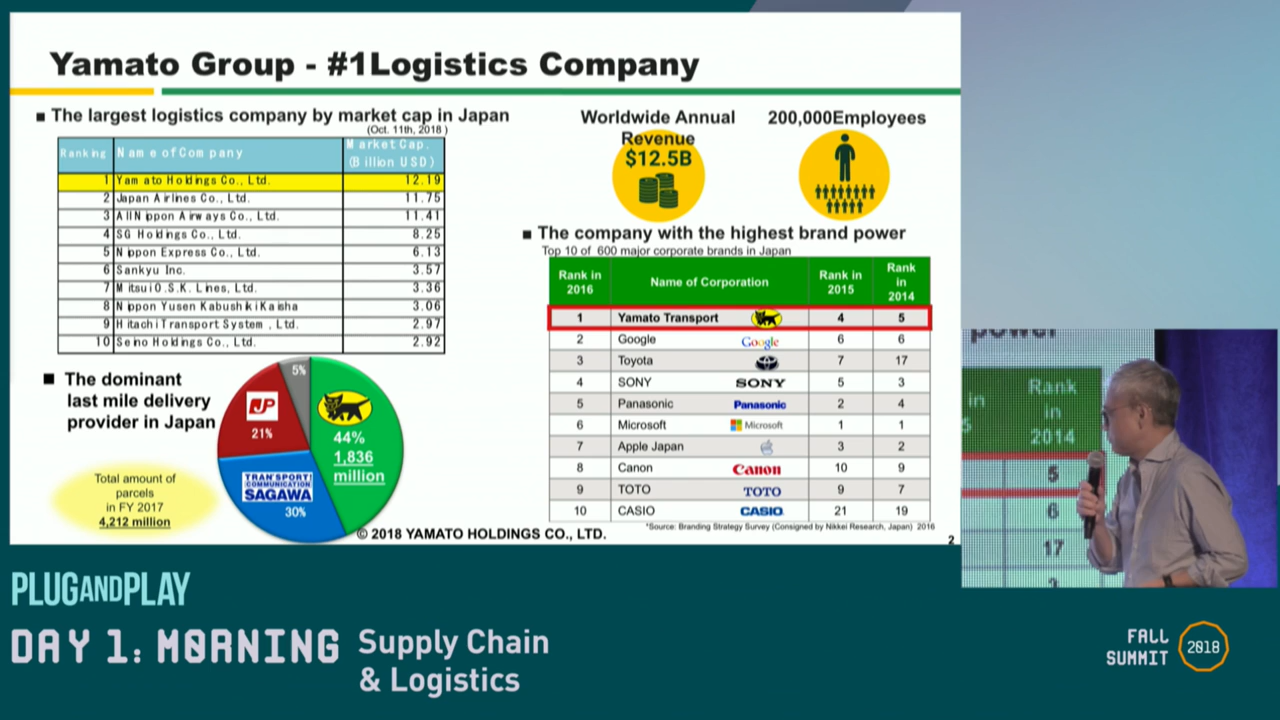 Yamato Group - #1Logistics Company
■ The largest logistics company by market cap in Japan
(Oct. 11th, 2018 )
Ranking Name of Company Market Cap. (Billion USD)
1 Yamato Holdings Co., Ltd. 12.19
2 Japan Airlines Co., Ltd. 11.75
3 All Nippon Airways Co., Ltd. 11.41
4 SG Holdings Co., Ltd. 8.25
5 Nippon Express Co., Ltd. 6.13
6 Sankyu Inc. 3.57
7 Mitsui O.S.K. Lines, Ltd. 3.36
8 Nippon Yusen Kabushiki Kaisha 3.06
9 Hitachi Transport System, Ltd. 2.97
10 Seino Holdings Co., Ltd. 2.92
■ The dominant
last mile delivery
provider in Japan
Total amount of
parcels
in FY 2017
4,212 million
5%
JP
21%
44%
1,836
million
TRANSPORT!
COMMUNICATION
SAGAWA
30%
© 2018 YAMATO HOLDINGS CO., LTD.
Worldwide Annual
Revenue
$12.5B
200,000Employees
■ The company with the highest brand power
Top 10 of 600 major corporate brands in Japan
Rank in 2016 Name of Corporation Rank in 2015 Rank in 2014
1 Yamato Transport 4 5
2 Google Google 6 6
3 Toyota 7 17
4 SONY SONY 5 3
5 Panasonic Panasonic 2 4
6 Microsoft Microsoft 1 1
7 Apple Japan 3 2
8 Canon Canon 10 9
9 TOTO TOTO 9 7
10 CASIO CASIO 21 19
*Source: Branding Strategy Survey (Consigned by Nikkei Research, Japan) 2016
2
power
in
Rank
in
2014
5
6
17
PLUGANDPLAY
DAY 1: MORNING
Supply Chain
& Logistics
FALL
SUMMIT
2018